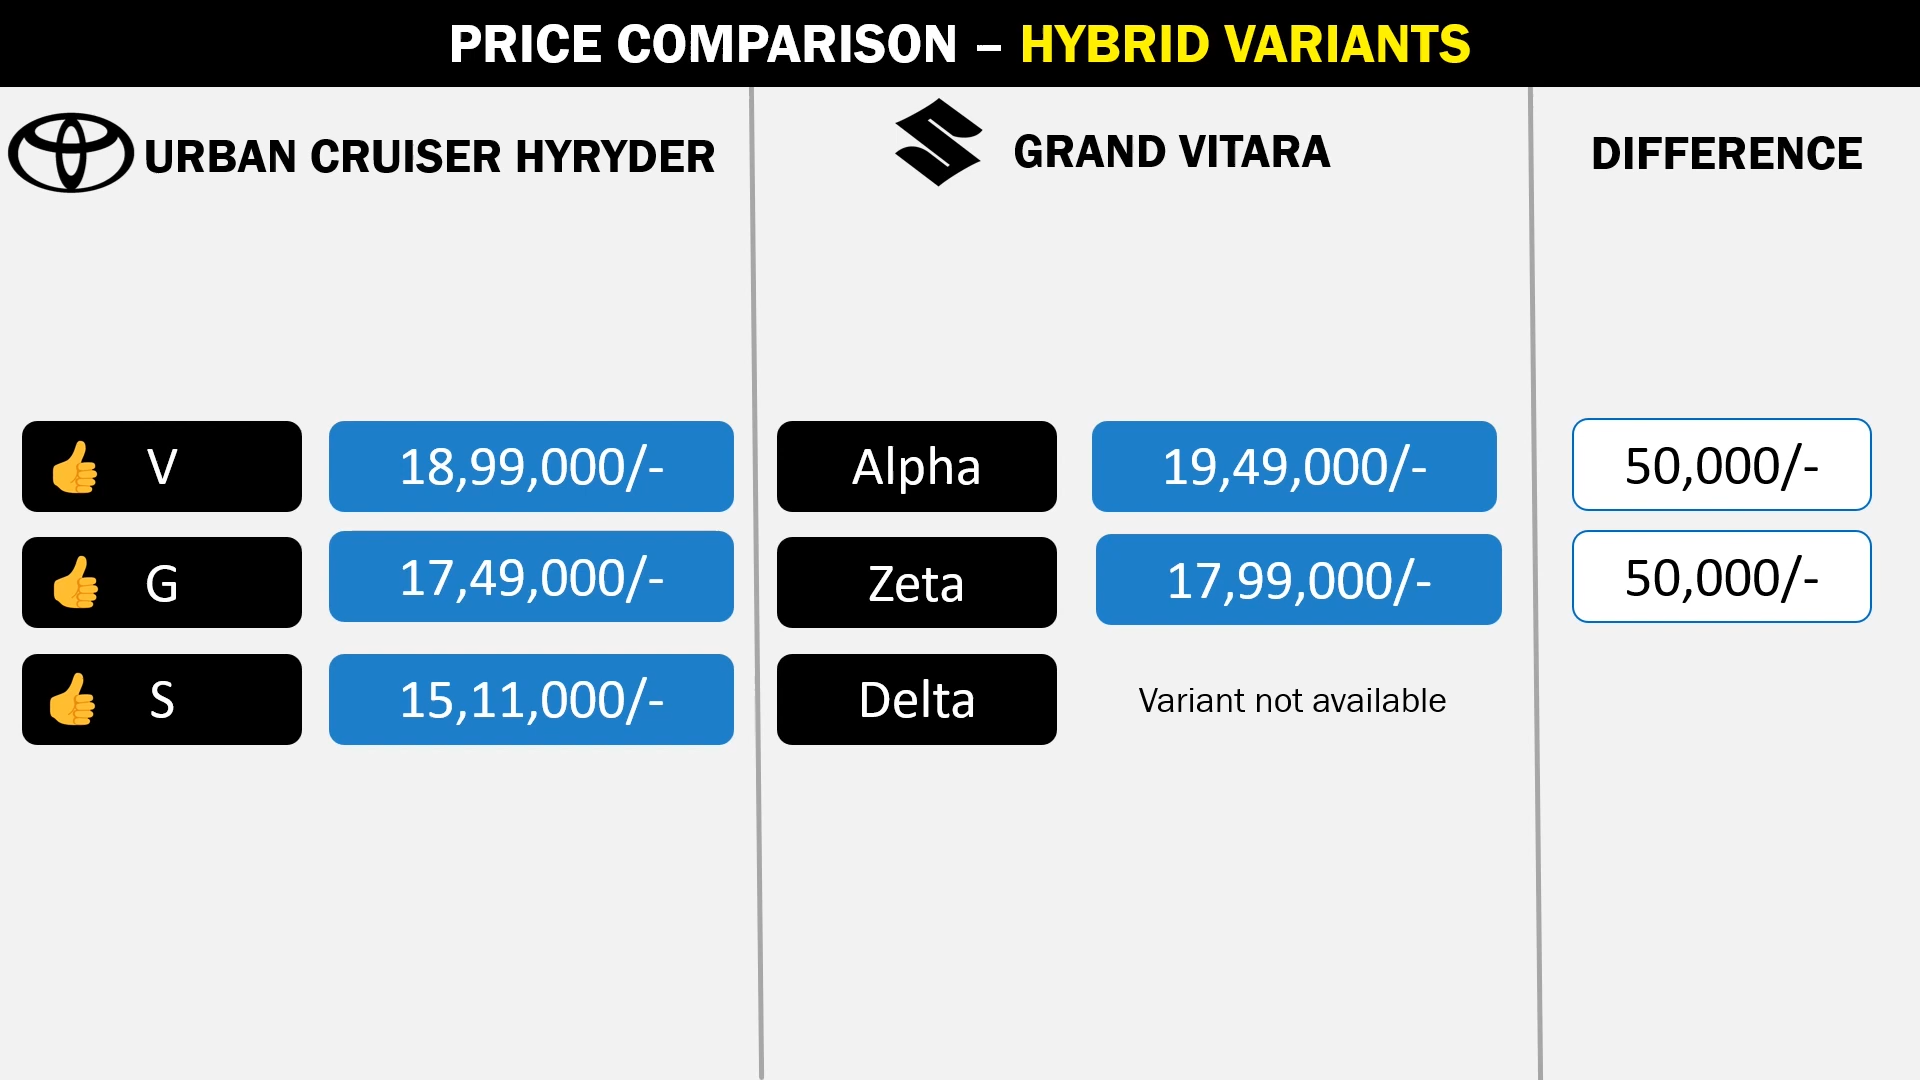 PRICE COMPARISON – HYBRID VARIANTS
URBAN CRUISER HYRYDER
GRAND VITARA
DIFFERENCE
V 18,99,000/- Alpha 19,49,000/- 50,000/-
G 17,49,000/- Zeta 17,99,000/- 50,000/-
S 15,11,000/- Delta Variant not available